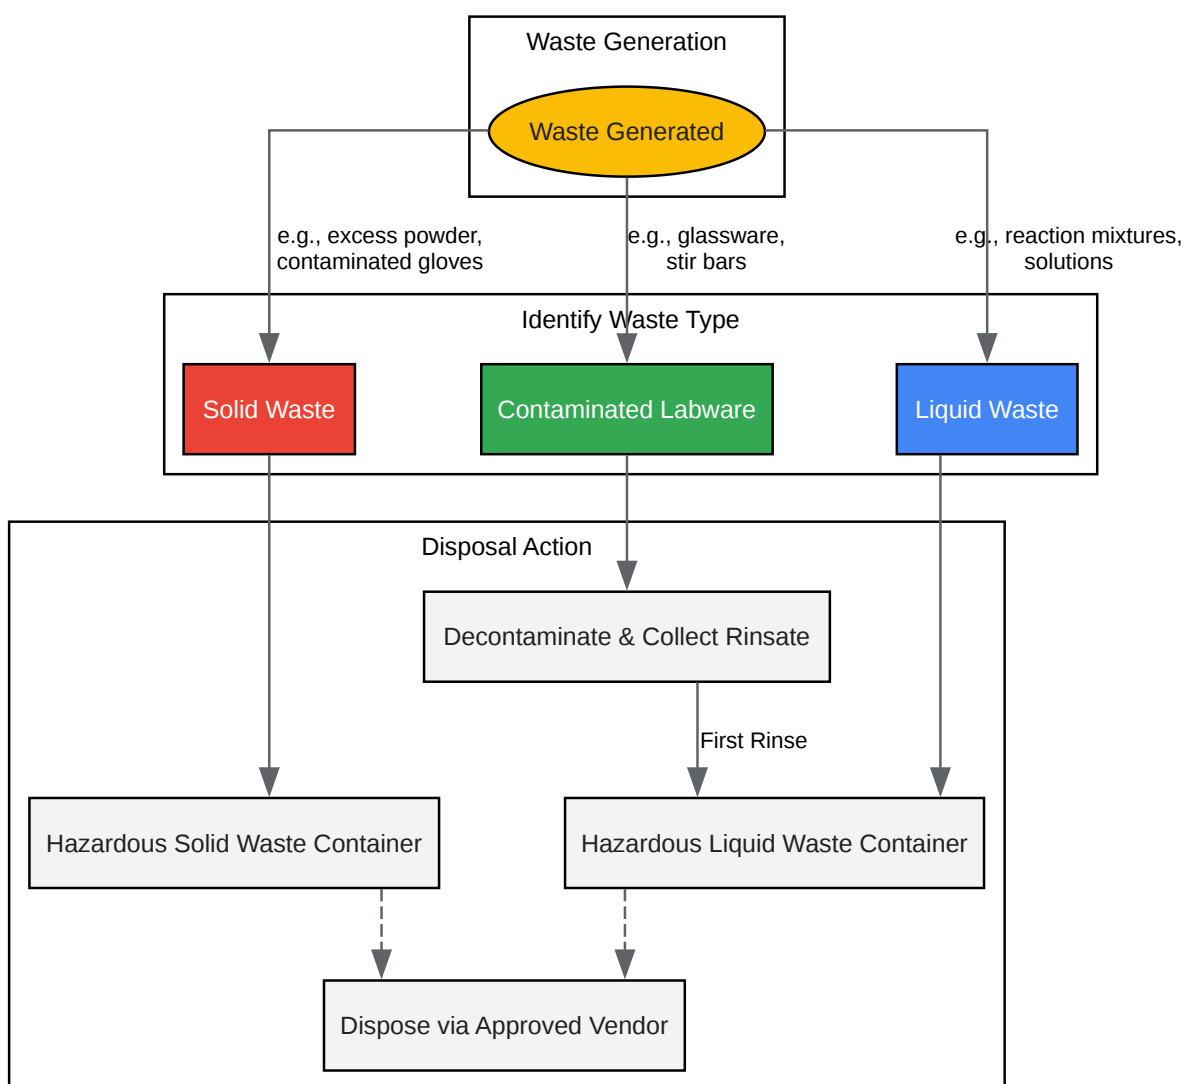 Waste Generation
Waste Generated
e.g., excess powder,
contaminated gloves
e.g., glassware,
stir bars
e.g., reaction mixtures,
solutions
Identify Waste Type
Solid Waste
Contaminated Labware
Liquid Waste
Disposal Action
Decontaminate & Collect Rinsate
First Rinse
Hazardous Solid Waste Container
Hazardous Liquid Waste Container
Dispose via Approved Vendor